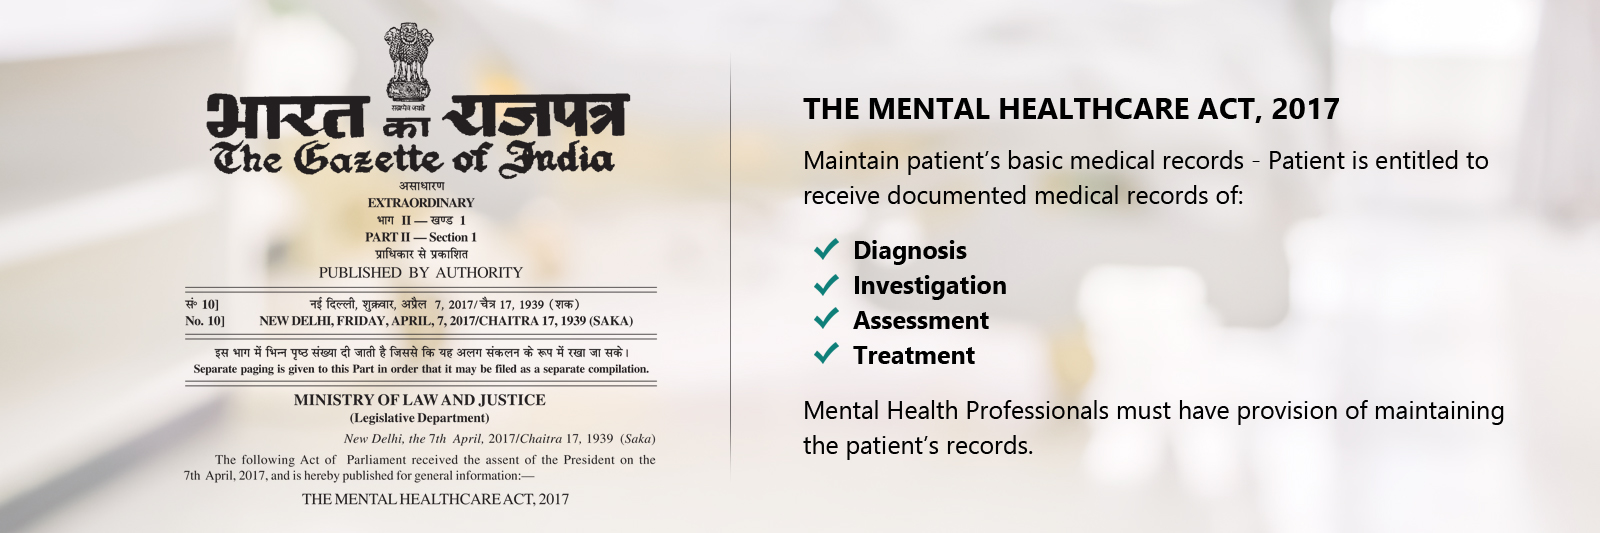 सत्यमेव जयते
भारत का राजपत्र
The Gazette of India
असाधारण
EXTRAORDINARY
भाग II — खण्ड 1
PART II — Section 1
प्राधिकार से प्रकाशित
PUBLISHED BY AUTHORITY
सं॰ 10] नई दिल्ली, शुक्रवार, अप्रैल 7, 2017/ चैत्र 17, 1939 (शक)
No. 10] NEW DELHI, FRIDAY, APRIL, 7, 2017/CHAITRA 17, 1939 (SAKA)
इस भाग में भिन्न पृष्ठ संख्या दी जाती है जिससे कि यह अलग संकलन के रूप में रखा जा सके।
Separate paging is given to this Part in order that it may be filed as a separate compilation.
MINISTRY OF LAW AND JUSTICE
(Legislative Department)
New Delhi, the 7th April, 2017/Chaitra 17, 1939 (Saka)
The following Act of Parliament received the assent of the President on the
7th April, 2017, and is hereby published for general information:—
THE MENTAL HEALTHCARE ACT, 2017
THE MENTAL HEALTHCARE ACT, 2017
Maintain patient’s basic medical records - Patient is entitled to
receive documented medical records of:
Diagnosis
Investigation
Assessment
Treatment
Mental Health Professionals must have provision of maintaining
the patient’s records.